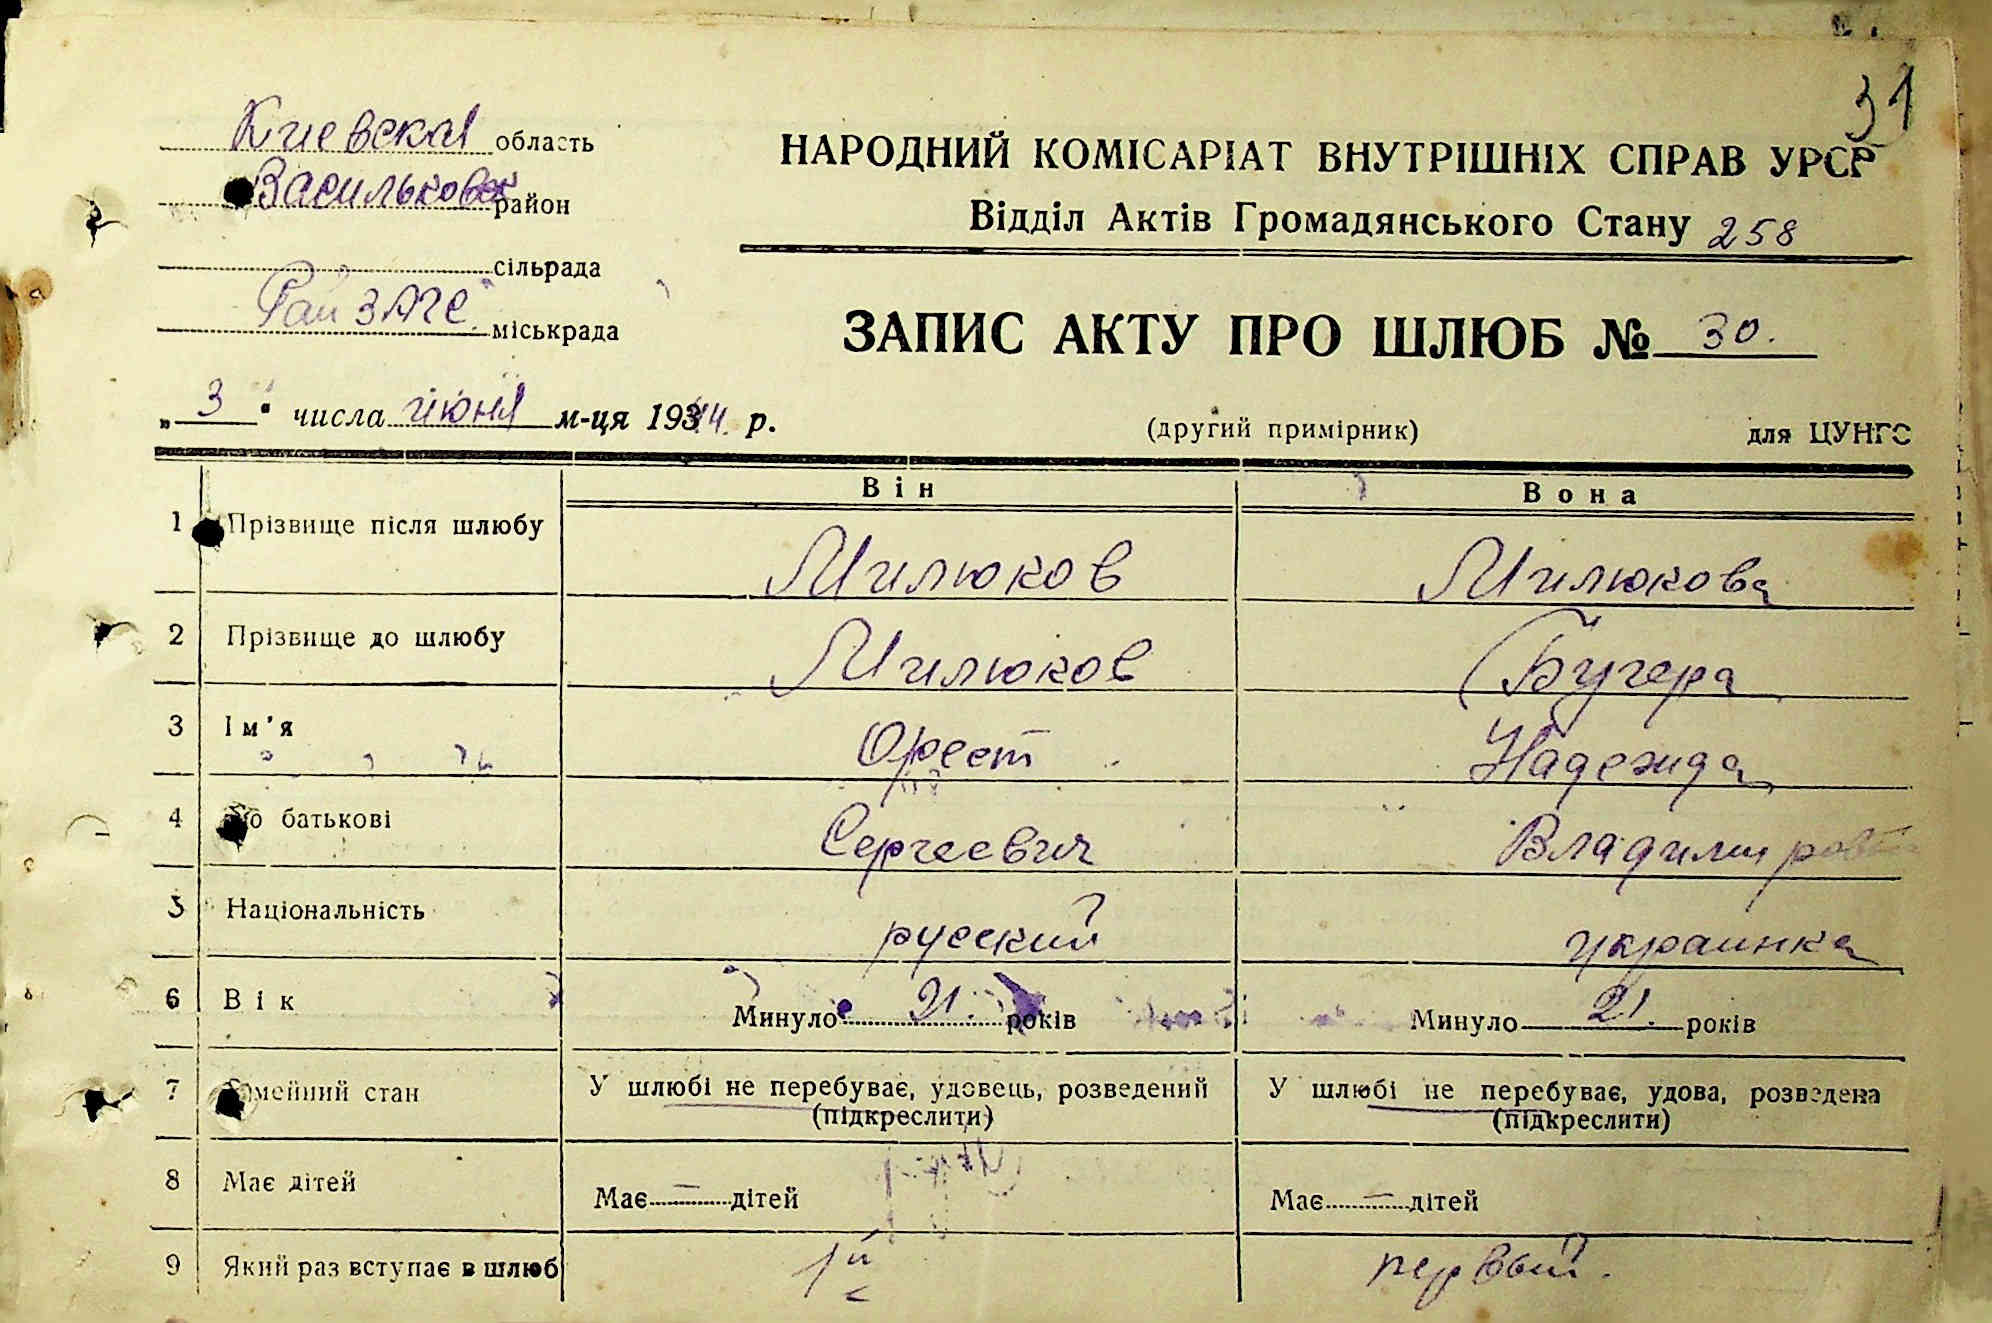 31
Киевская область
Васильковск район
сільрада
РайЗАГС міськрада
НАРОДНИЙ КОМІСАРІАТ ВНУТРІШНІХ СПРАВ УРСР
Відділ Актів Громадянського Стану 258
ЗАПИС АКТУ ПРО ШЛЮБ № 30.
„ 3 " числа июня м-ця 1944 р.
(другий примірник) для ЦУНГО
Він Вона
1 Прізвище після шлюбу Милюков Милюкова
2 Прізвище до шлюбу Милюков Бугера
3 Ім'я Орест Надежда
4 По батькові Сергеевич Владимировна
5 Національність русский украинка
6 Вік Минуло 21. років Минуло 21. років
7 Сімейний стан У шлюбі не перебуває, удовець, розведений У шлюбі не перебуває, удова, розведена
(підкреслити) (підкреслити)
8 Має дітей Має — дітей Має — дітей
9 Який раз вступає в шлюб 1й первый.